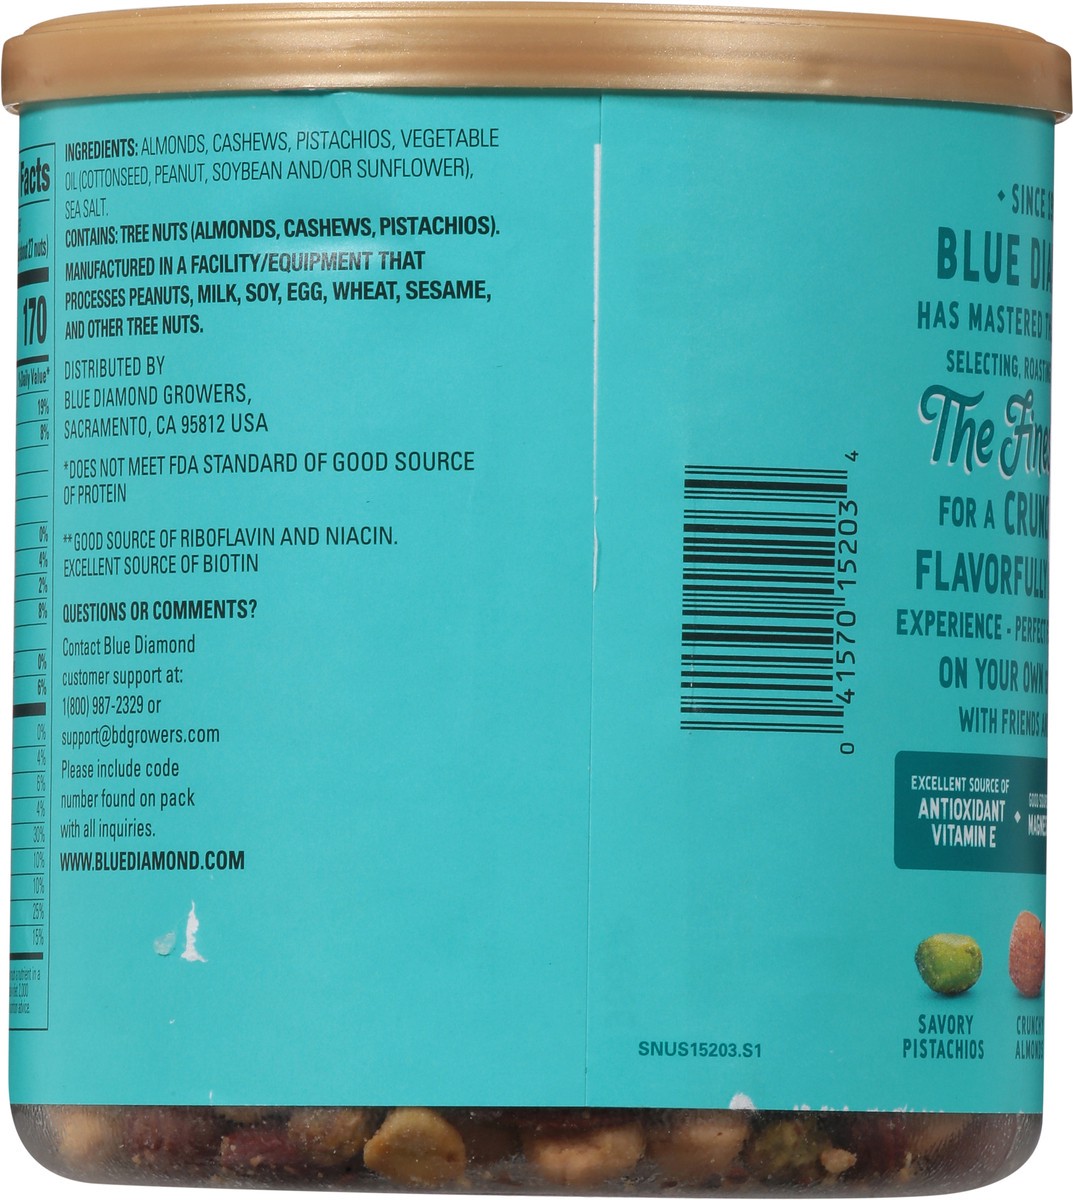 Facts
170
% Daily Value*
19%
8%
0%
4%
2%
8%
0%
6%
0%
4%
6%
4%
30%
10%
10%
25%
15%
INGREDIENTS: ALMONDS, CASHEWS, PISTACHIOS, VEGETABLE
OIL (COTTONSEED, PEANUT, SOYBEAN AND/OR SUNFLOWER),
SEA SALT.
CONTAINS: TREE NUTS (ALMONDS, CASHEWS, PISTACHIOS).
MANUFACTURED IN A FACILITY/EQUIPMENT THAT
PROCESSES PEANUTS, MILK, SOY, EGG, WHEAT, SESAME,
AND OTHER TREE NUTS.
DISTRIBUTED BY
BLUE DIAMOND GROWERS,
SACRAMENTO, CA 95812 USA
*DOES NOT MEET FDA STANDARD OF GOOD SOURCE
OF PROTEIN
**GOOD SOURCE OF RIBOFLAVIN AND NIACIN.
EXCELLENT SOURCE OF BIOTIN
QUESTIONS OR COMMENTS?
Contact Blue Diamond
customer support at:
1(800) 987-2329 or
support@bdgrowers.com
Please include code
number found on pack
with all inquiries.
WWW.BLUEDIAMOND.COM
0 41570 15203 4
SNUS15203.S1
SINCE
BLUE DIA
HAS MASTERED
SELECTING, ROASTING
The Fine
FOR A CRUNC
FLAVORFULLY
EXPERIENCE - PERFECT
ON YOUR OWN
WITH FRIENDS
EXCELLENT SOURCE OF
ANTIOXIDANT
VITAMIN E
SAVORY
PISTACHIOS
CRUNCHY
ALMONDS